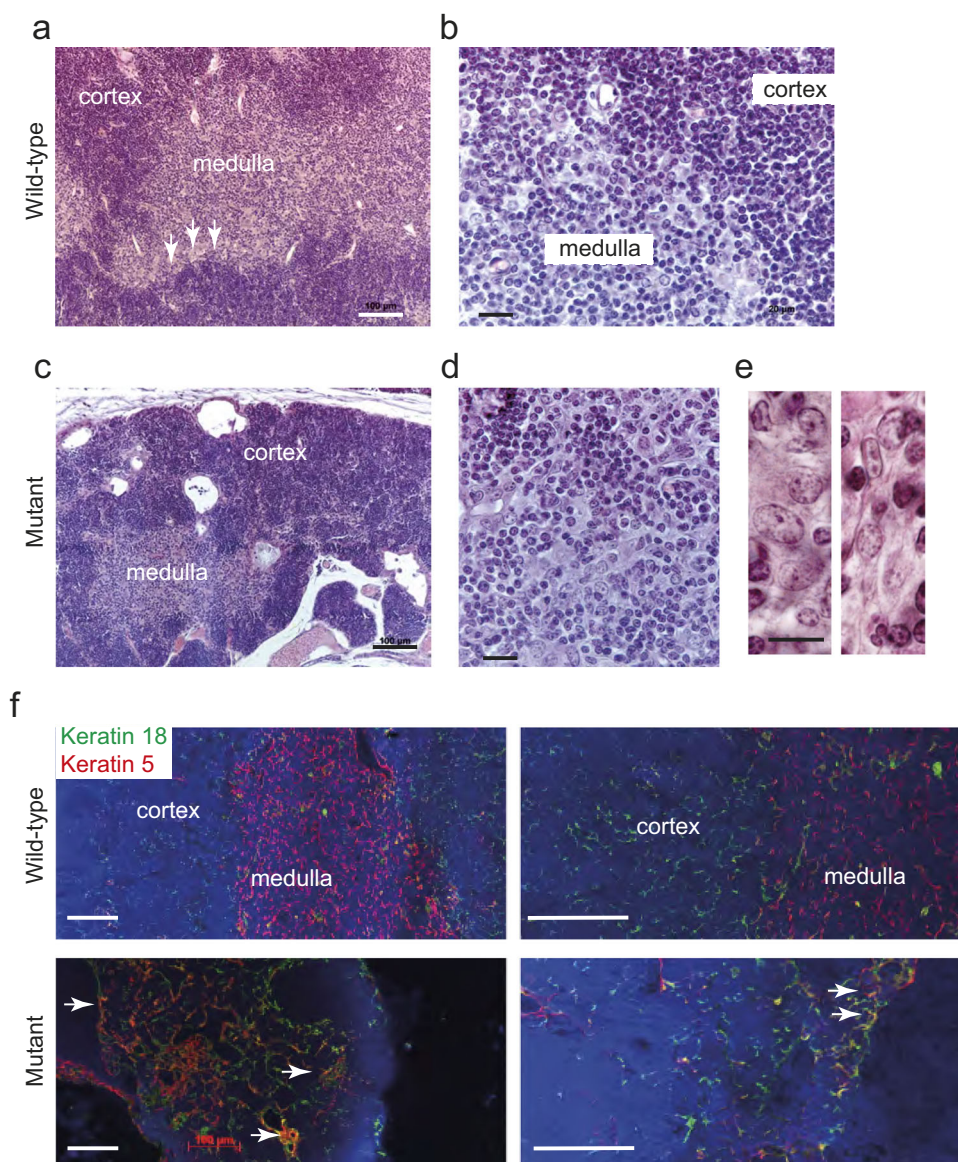 a
b
Wild-type
cortex
medulla
100 µm
cortex
medulla
20 µm
c
d
e
Mutant
cortex
medulla
100 µm
f
Keratin 18
Keratin 5
Wild-type
cortex
medulla
cortex
medulla
Mutant
100 µm